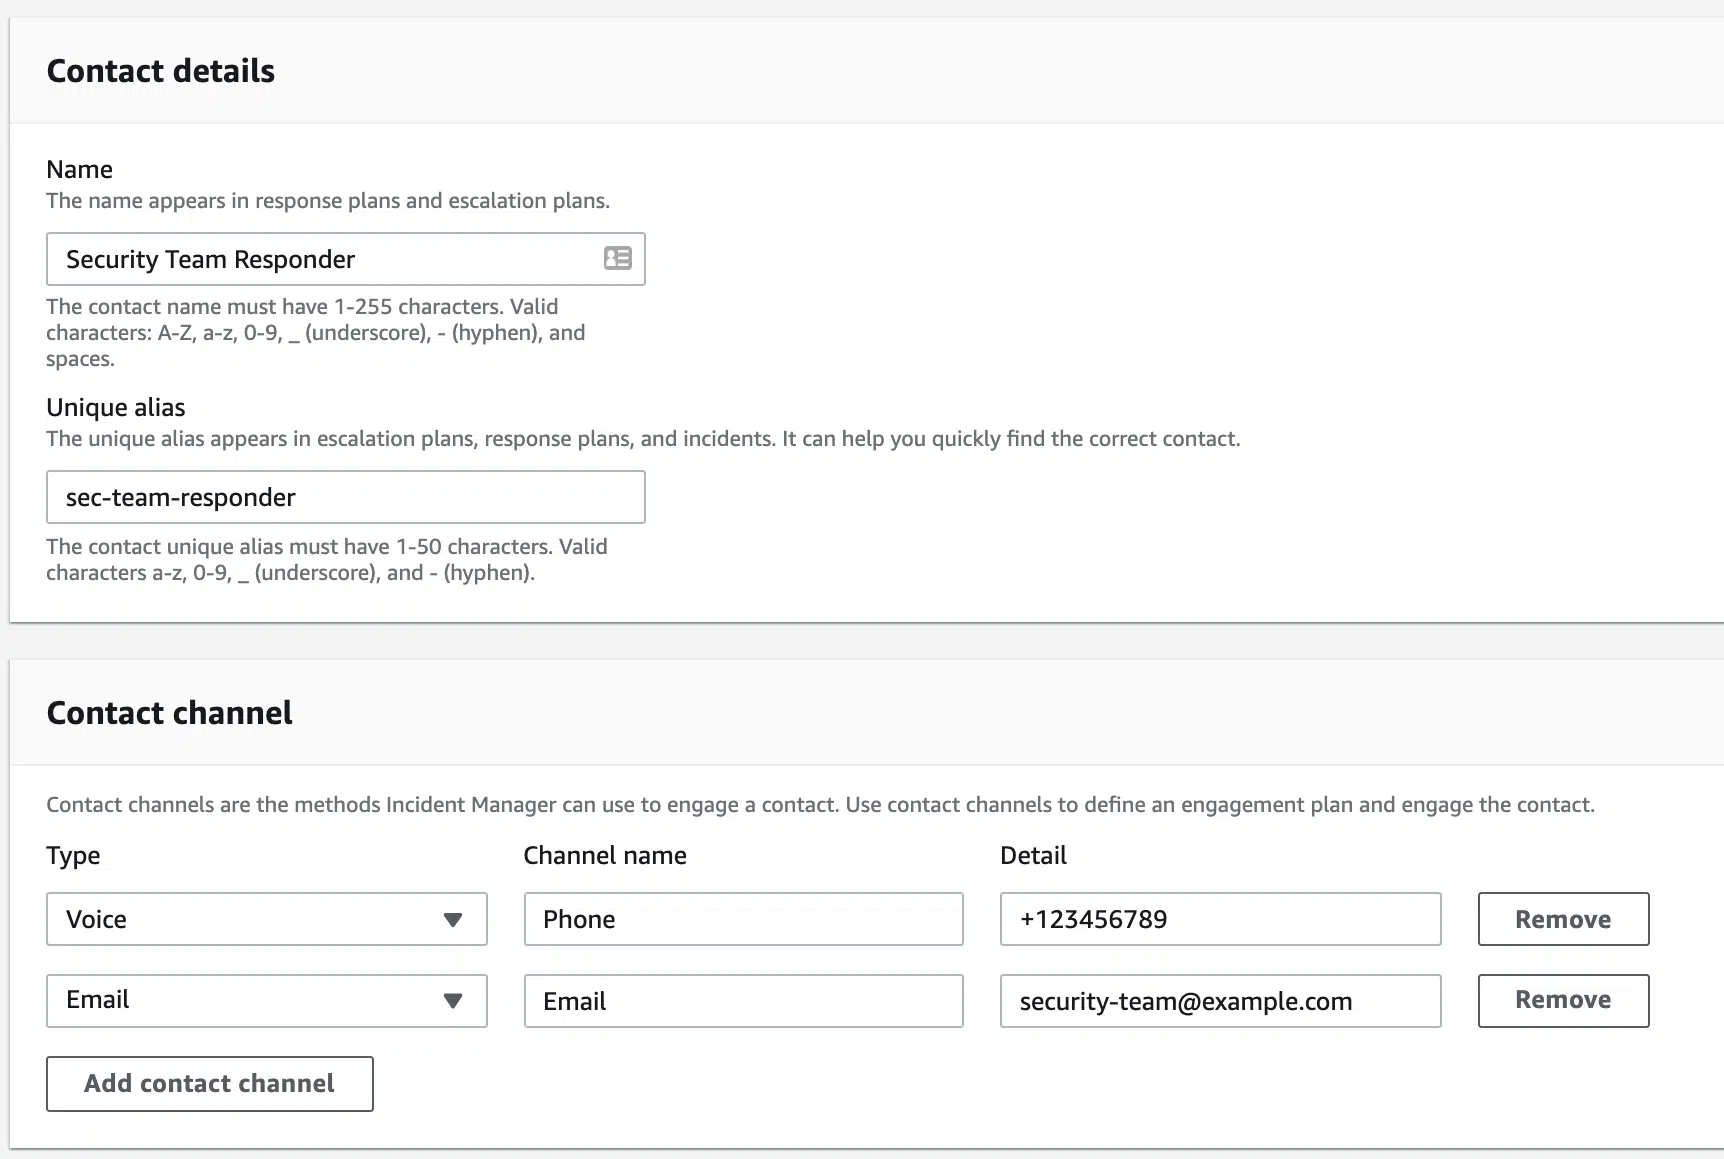 Contact details
Name
The name appears in response plans and escalation plans.
Security Team Responder
The contact name must have 1-255 characters. Valid
characters: A-Z, a-z, 0-9, _ (underscore), - (hyphen), and
spaces.
Unique alias
The unique alias appears in escalation plans, response plans, and incidents. It can help you quickly find the correct contact.
sec-team-responder
The contact unique alias must have 1-50 characters. Valid
characters a-z, 0-9, _ (underscore), and - (hyphen).
Contact channel
Contact channels are the methods Incident Manager can use to engage a contact. Use contact channels to define an engagement plan and engage the contact.
Type Channel name Detail
Voice Phone +123456789 Remove
Email Email security-team@example.com Remove
Add contact channel